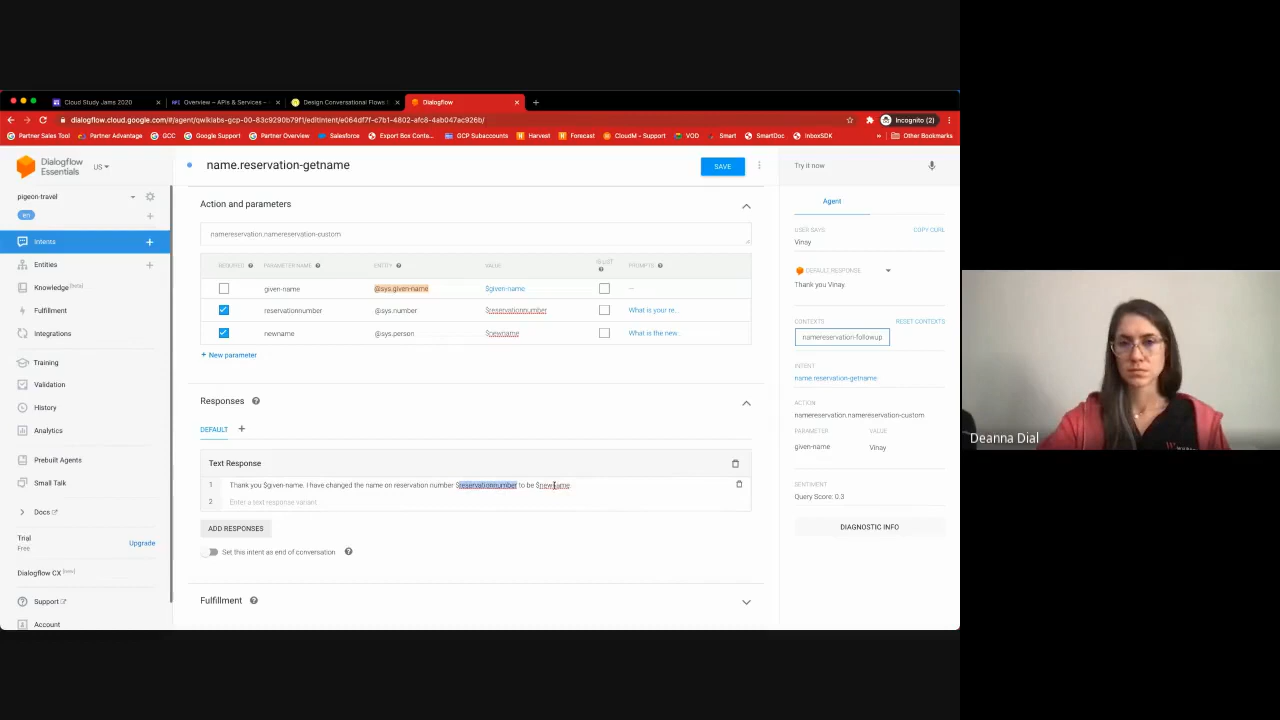 Cloud Study Jams 2020
Overview – APIs & Services -
Design Conversational Flows
Dialogflow
dialogflow.cloud.google.com/#/agent/qwiklabs-gcp-00-83c9290b79f1/editIntent/e064df7f-c7b1-4802-afc8-4ab047ac926b/
Incognito (2)
Partner Sales Tool
Partner Advantage
GCC
Google Support
Partner Overview
Salesforce
Export Box Conta...
GCP Subaccounts
Harvest
Forecast
CloudM - Support
VOD
Smart
SmartDoc
InboxSDK
»
Other Bookmarks
Dialogflow
Essentials
US
pigeon-travel
en
Intents
Entities
Knowledge [beta]
Fulfillment
Integrations
Training
Validation
History
Analytics
Prebuilt Agents
Small Talk
Docs
Trial
Free
Upgrade
Dialogflow CX [new]
Support
Account
name.reservation-getname
SAVE
Action and parameters
namereservation.namereservation-custom
REQUIRED PARAMETER NAME ENTITY VALUE IS LIST PROMPTS
given-name @sys.given-name $given-name –
reservationnumber @sys.number $reservationnumber What is your re...
newname @sys.person $newname What is the new...
+ New parameter
Responses
DEFAULT +
Text Response
1 Thank you $given-name. I have changed the name on reservation number $reservationnumber to be $newname.
2 Enter a text response variant
ADD RESPONSES
Set this intent as end of conversation
Fulfillment
Try it now
Agent
USER SAYS
COPY CURL
Vinay
DEFAULT RESPONSE
Thank you Vinay
CONTEXTS
RESET CONTEXTS
namereservation-followup
INTENT
name.reservation-getname
ACTION
namereservation.namereservation-custom
PARAMETER VALUE
given-name Vinay
SENTIMENT
Query Score: 0.3
DIAGNOSTIC INFO
Deanna Dial